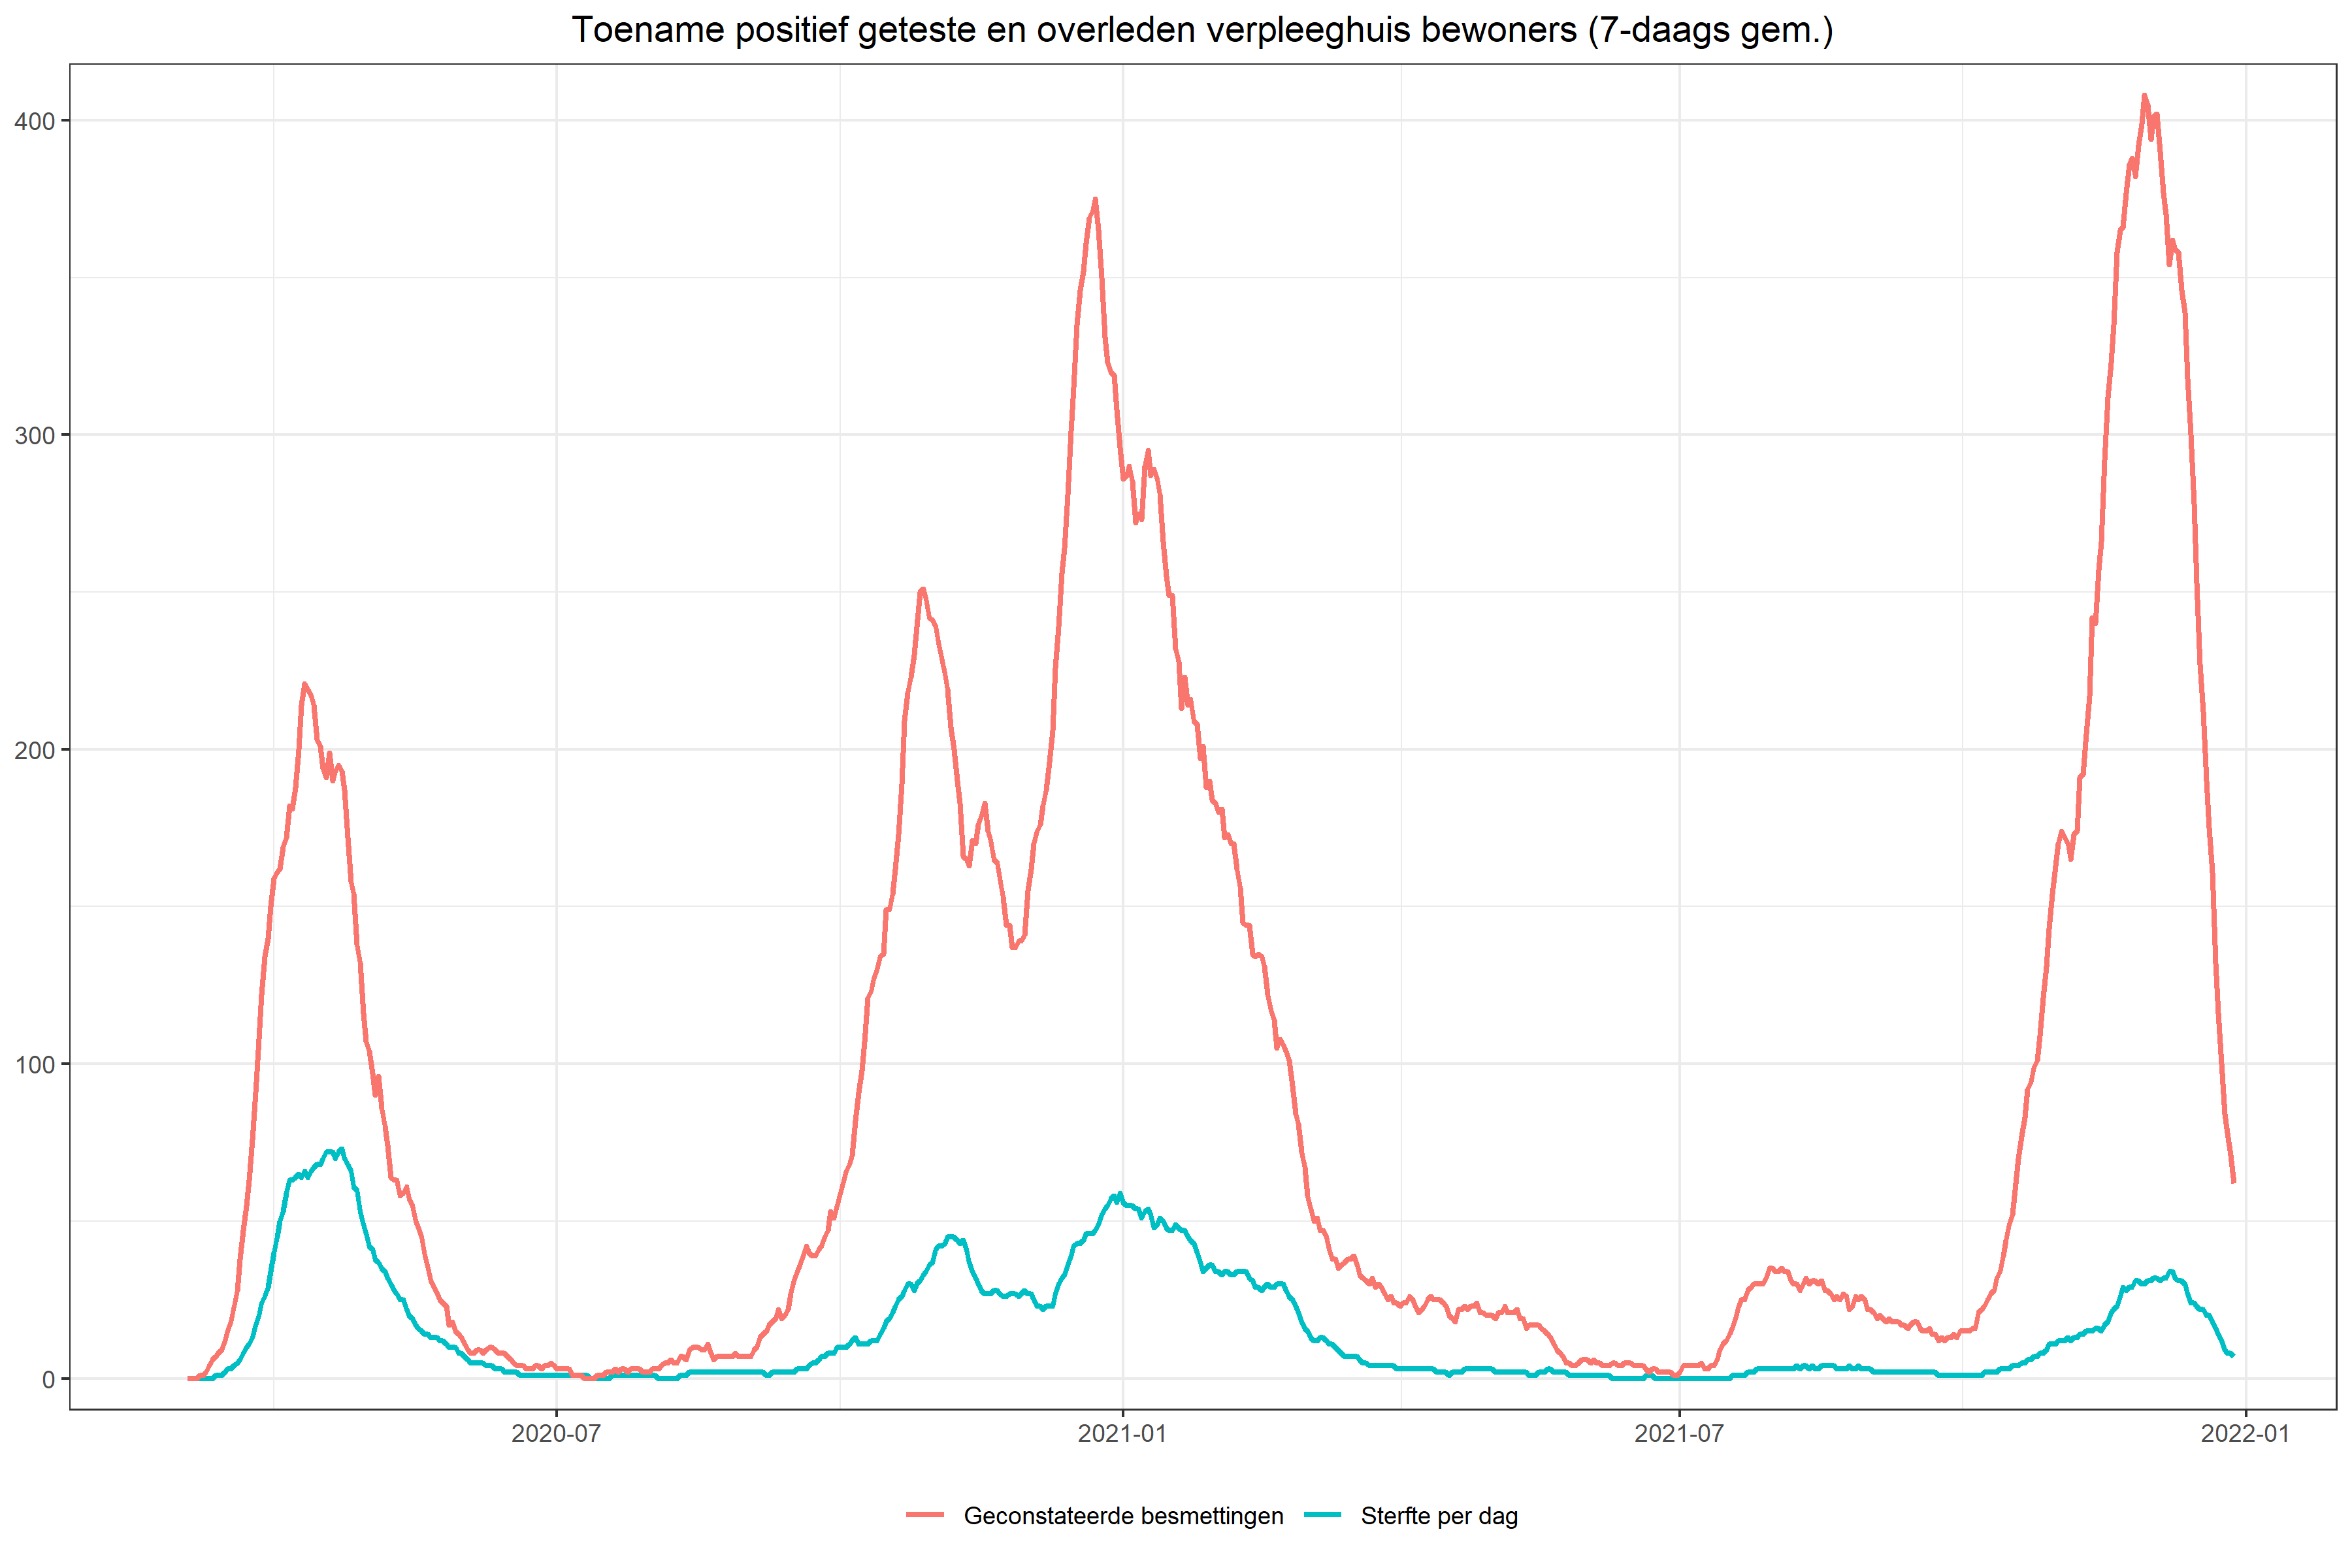 Toename positief geteste en overleden verpleeghuis bewoners (7-daags gem.)
400
300
200
100
0
2020-07 2021-01 2021-07 2022-01
Geconstateerde besmettingen Sterfte per dag